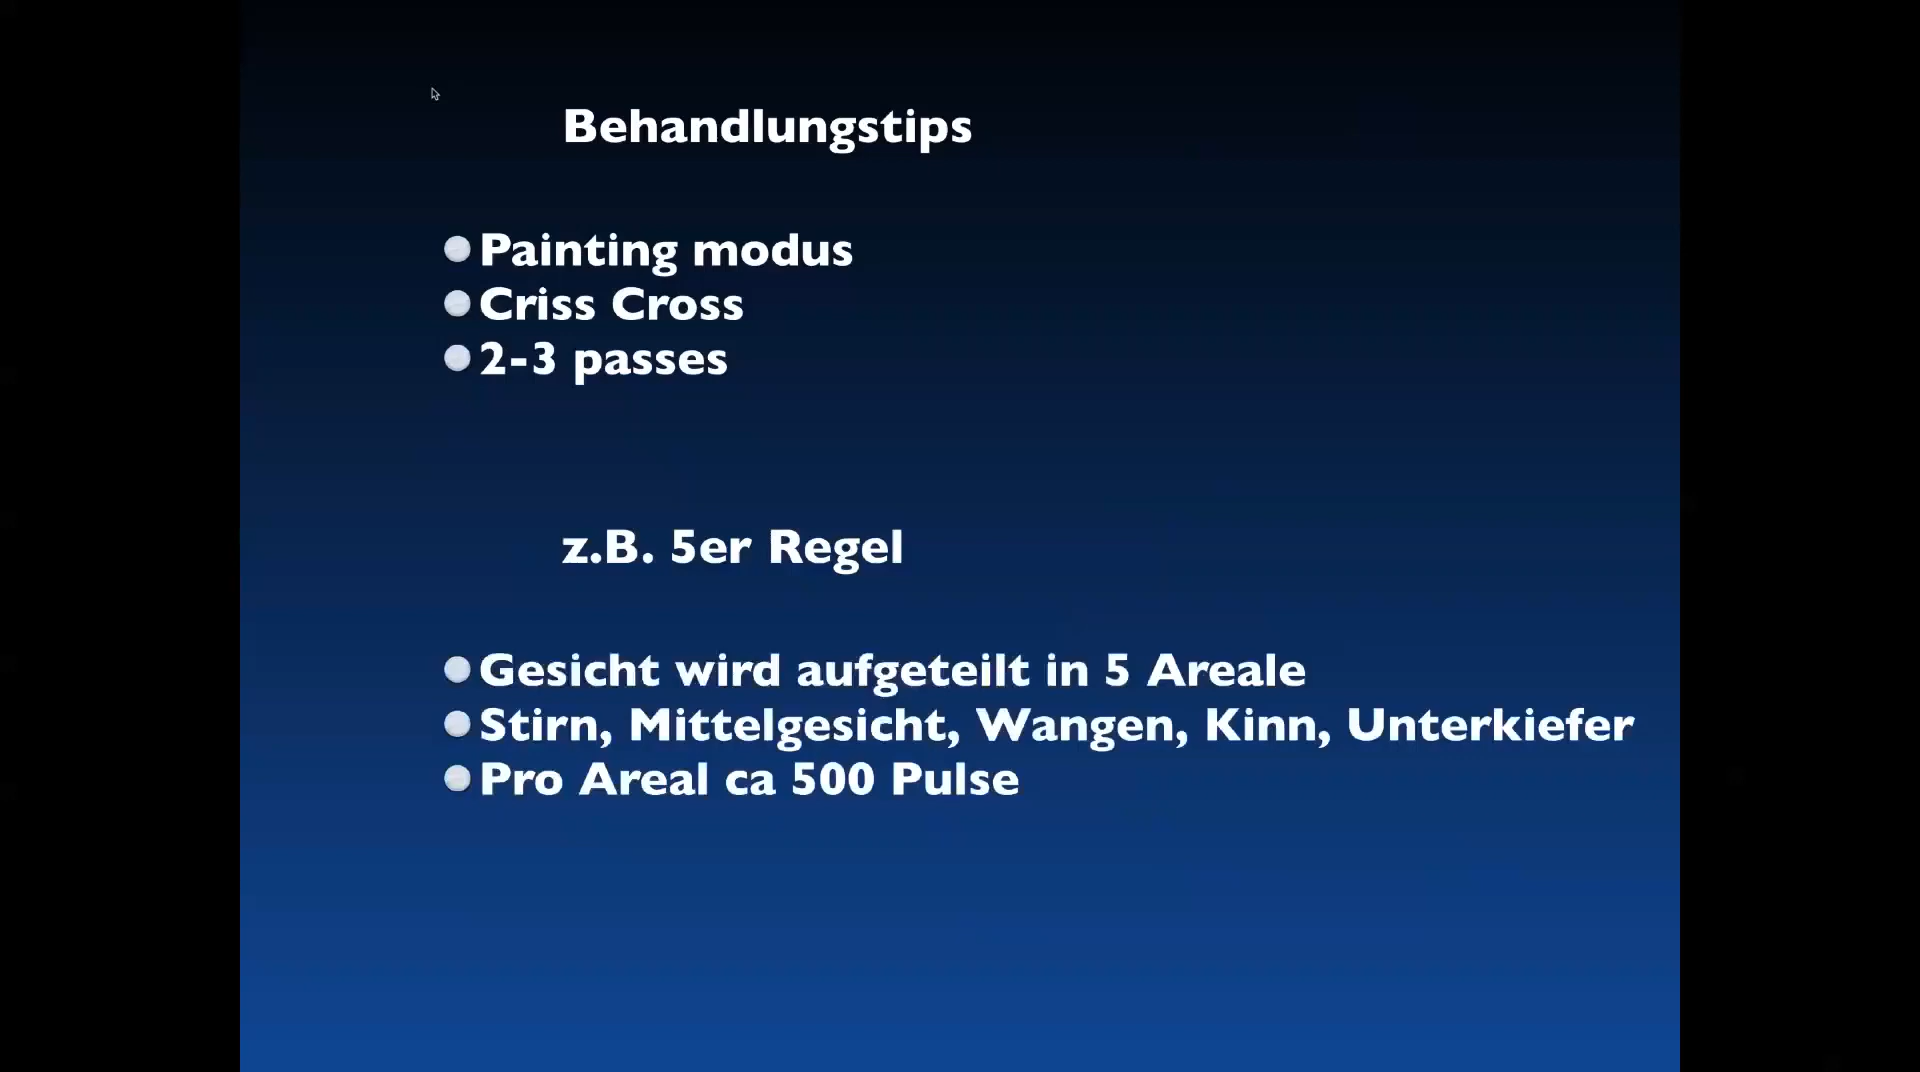 Behandlungstips
Painting modus
Criss Cross
2-3 passes
z.B. 5er Regel
Gesicht wird aufgeteilt in 5 Areale
Stirn, Mittelgesicht, Wangen, Kinn, Unterkiefer
Pro Areal ca 500 Pulse